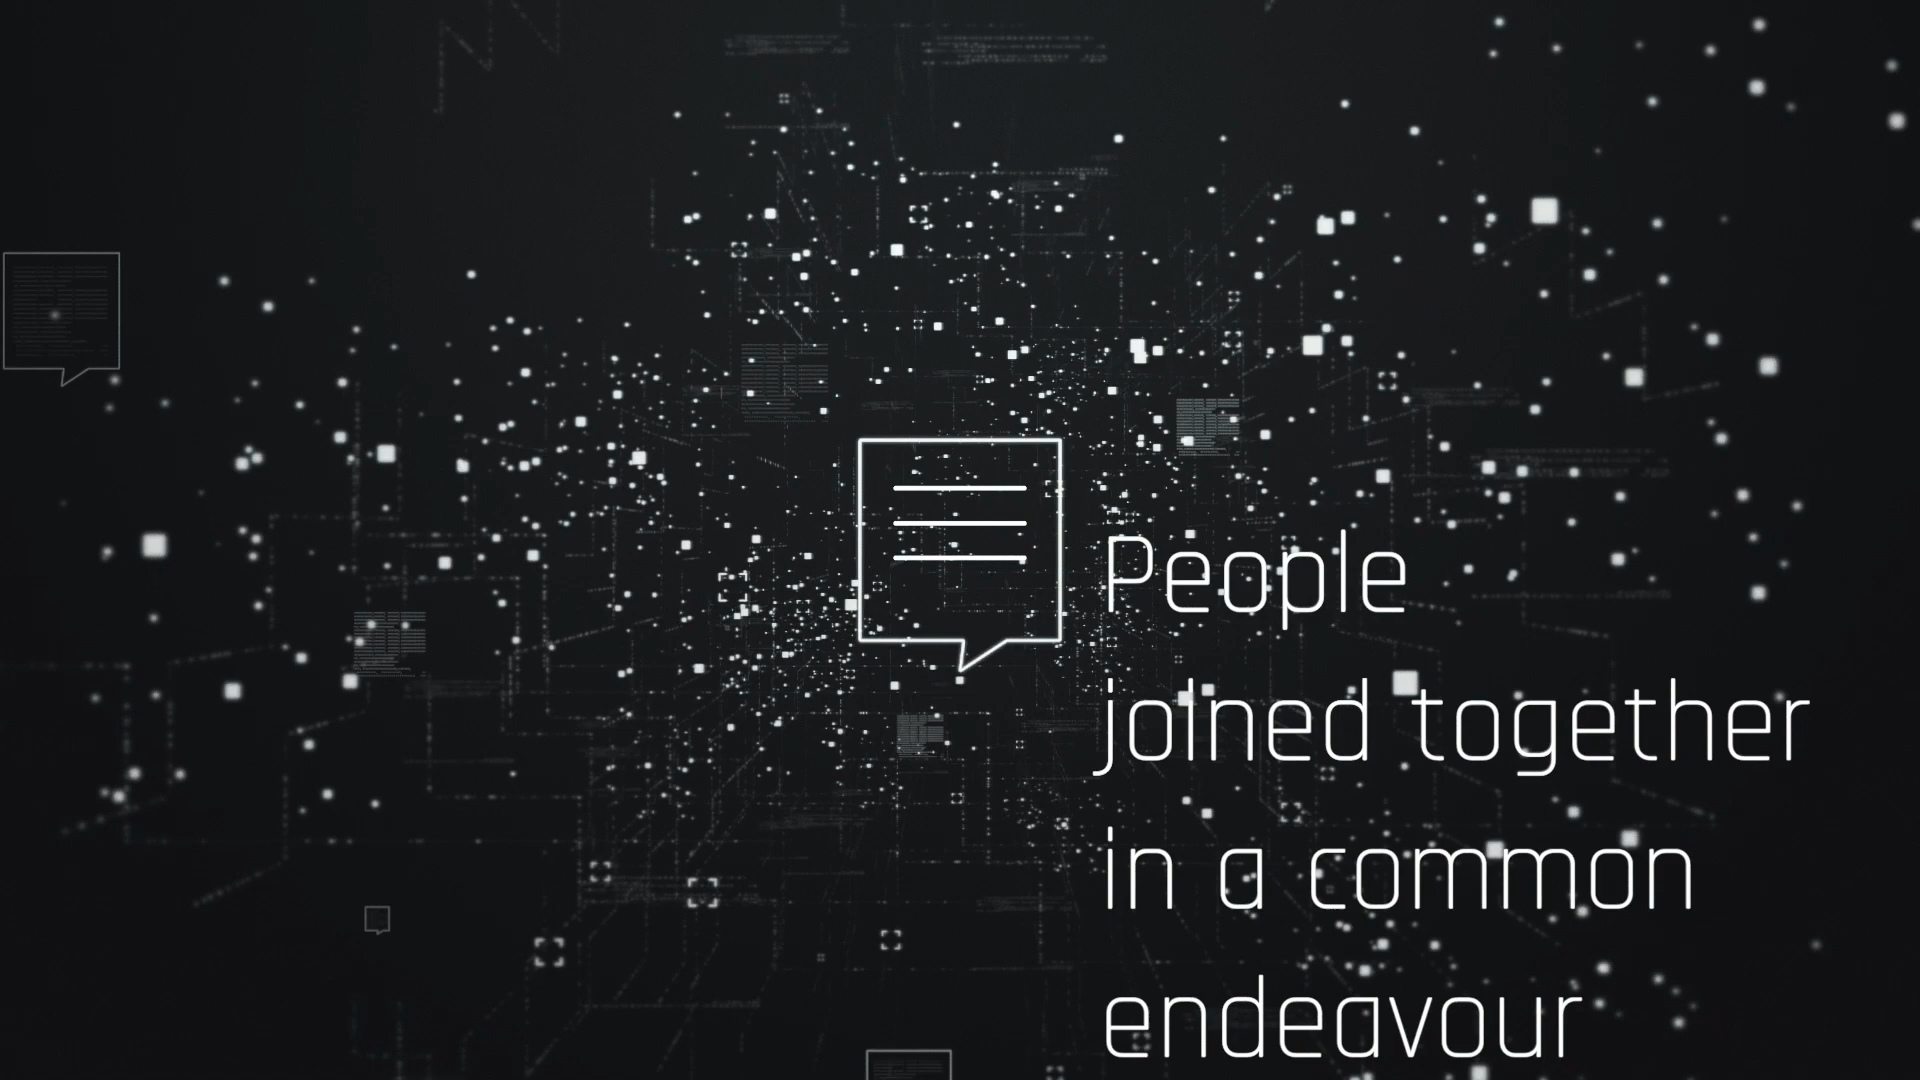 People
joined together
in a common
endeavour